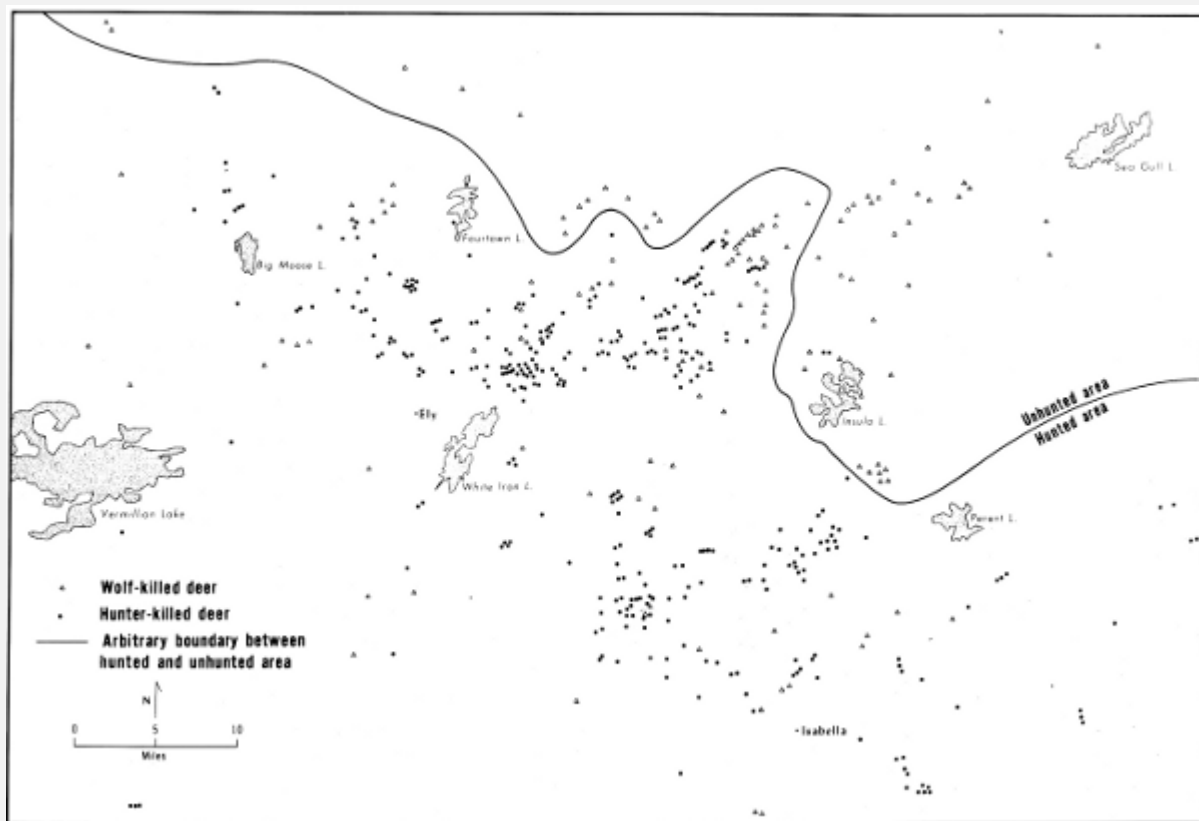 Sea Gull L.
Fourtown L.
Big Moose L.
Unhunted area
Hunted area
Ely
Insula L.
White Iron L.
Vermilion Lake
Parent L.
Wolf-killed deer
Hunter-killed deer
Arbitrary boundary between
hunted and unhunted area
N
0 5 10
Miles
Isabella